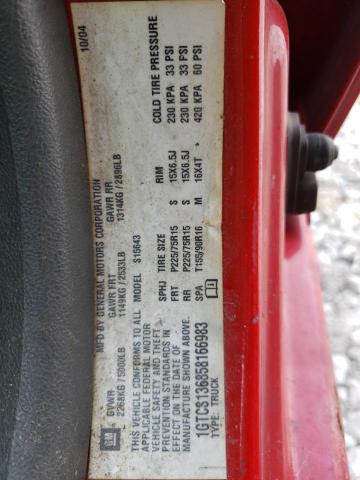 GM
MFD BY GENERAL MOTORS CORPORATION
10/04
GVWR GAWR FRT GAWR RR
2268KG/5000LB 1149KG/2533LB 1314KG/2896LB
THIS VEHICLE CONFORMS TO ALL
APPLICABLE FEDERAL MOTOR
VEHICLE SAFETY, BUMPER, AND
THEFT PREVENTION STANDARDS
IN EFFECT ON THE DATE OF
MANUFACTURE SHOWN ABOVE.
1GTCS136858166983
TYPE: TRUCK
MODEL: S15643
SPHJ TIRE SIZE RIM COLD TIRE PRESSURE
FRT P225/75R15 S 15X6.5J 230 KPA 33 PSI
RR P225/75R15 S 15X6.5J 230 KPA 33 PSI
SPA T155/90R16 M 16X4T * 420 KPA 60 PSI